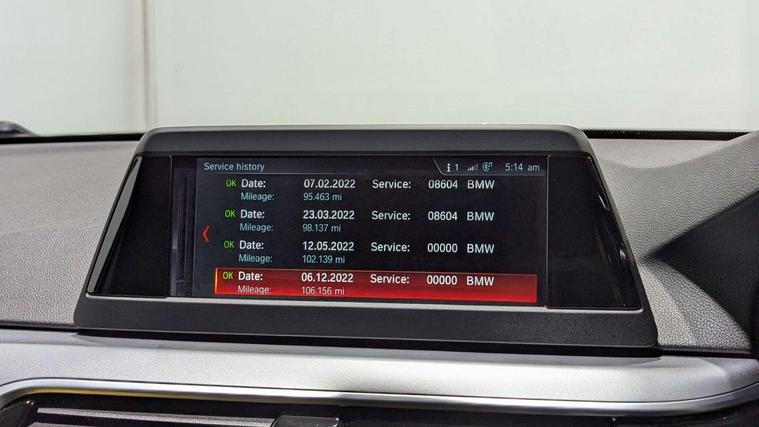 Service history 1 5:14 am
OK Date: 07.02.2022 Service: 08604 BMW
Mileage: 95.463 mi
OK Date: 23.03.2022 Service: 08604 BMW
Mileage: 98.137 mi
OK Date: 12.05.2022 Service: 00000 BMW
Mileage: 102.139 mi
OK Date: 06.12.2022 Service: 00000 BMW
Mileage: 106.156 mi